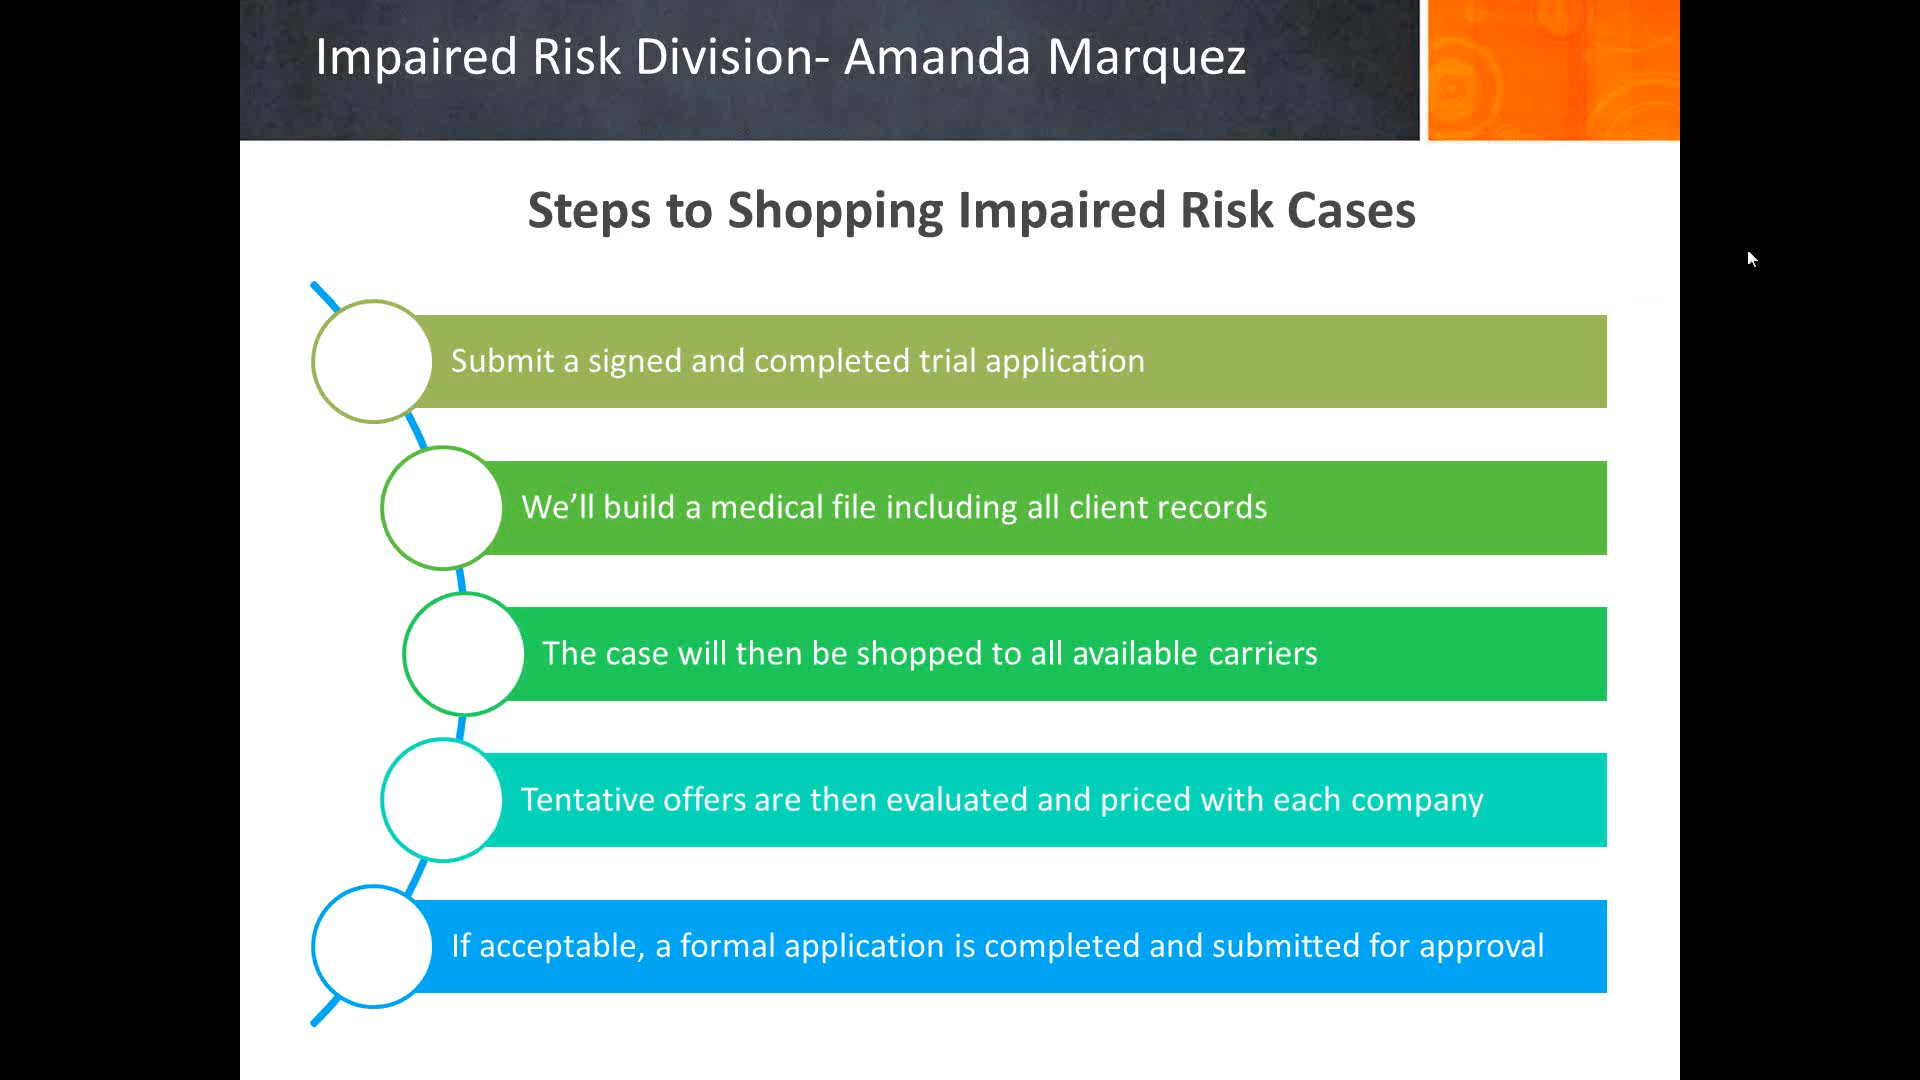 Impaired Risk Division- Amanda Marquez
Steps to Shopping Impaired Risk Cases
Submit a signed and completed trial application
We’ll build a medical file including all client records
The case will then be shopped to all available carriers
Tentative offers are then evaluated and priced with each company
If acceptable, a formal application is completed and submitted for approval